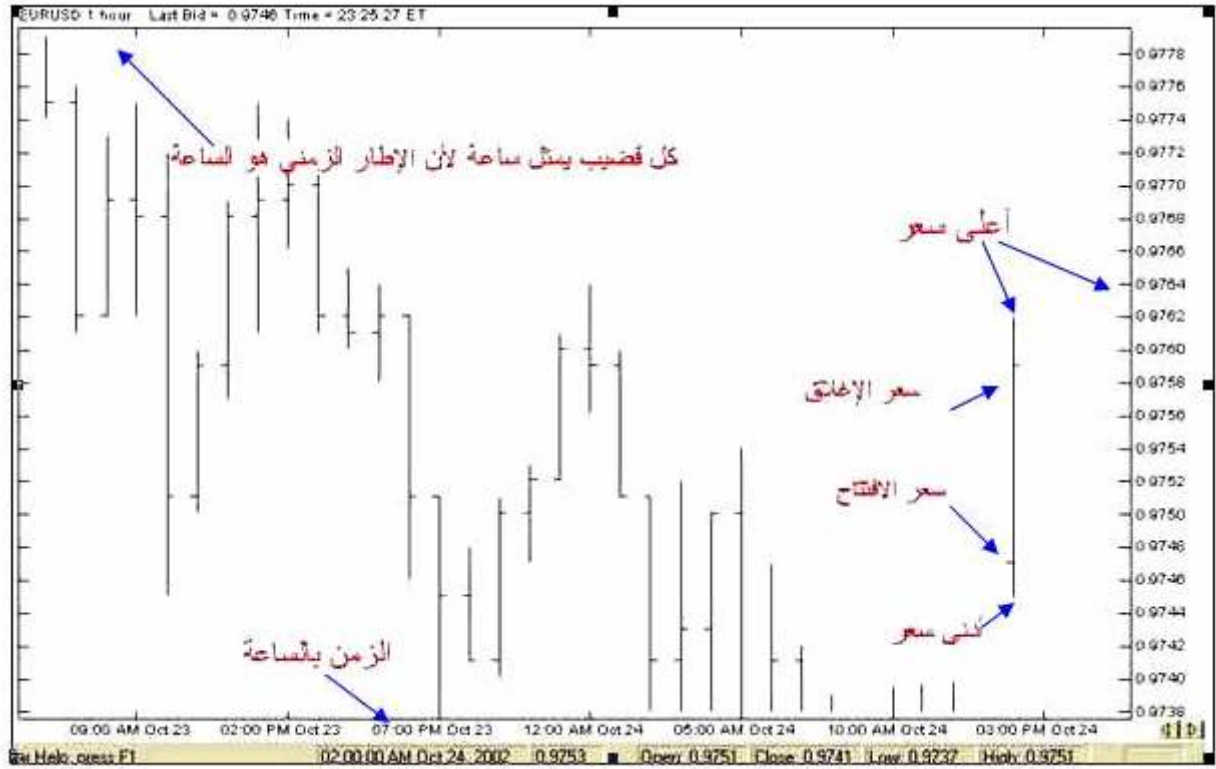 EURUSD 1 hour Last Bid = 0.9746 Time = 23:25:27 ET
0.9778
0.9776
0.9774
كل قضيب يمثل ساعة لأن الإطار الزمني هو الساعة
0.9772
0.9770
0.9768
أعلى سعر
0.9766
0.9764
0.9762
0.9760
0.9758
سعر الإغلاق
0.9756
0.9754
0.9752
سعر الافتتاح
0.9750
0.9748
0.9746
0.9744
أدنى سعر
0.9742
الزمن بالساعة
0.9740
0.9738
09:00 AM Oct 23 02:00 PM Oct 23 07:00 PM Oct 23 12:00 AM Oct 24 05:00 AM Oct 24 10:00 AM Oct 24 03:00 PM Oct 24
Help, press F1 02:00:00 AM Oct 24, 2002 0.9753 Open: 0.9751 Close: 0.9741 Low: 0.9737 High: 0.9751